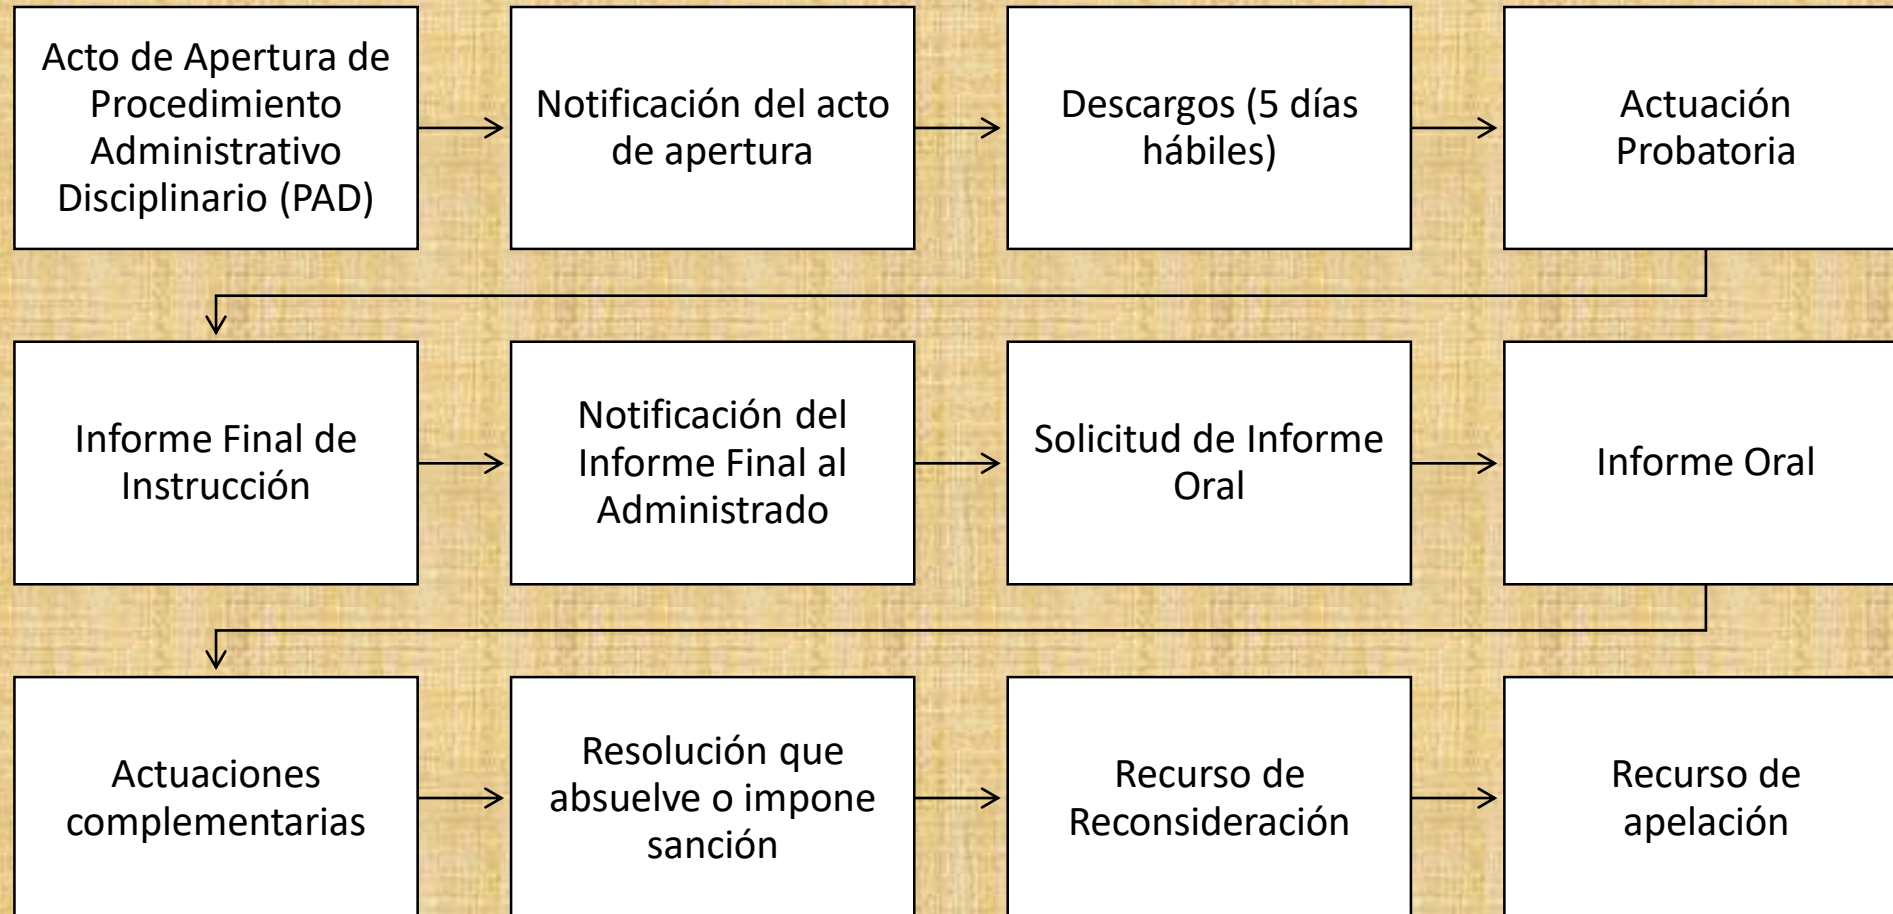 Acto de Apertura de
Procedimiento
Administrativo
Disciplinario (PAD)
Notificación del acto
de apertura
Descargos (5 días
hábiles)
Actuación
Probatoria
Informe Final de
Instrucción
Notificación del
Informe Final al
Administrado
Solicitud de Informe
Oral
Informe Oral
Actuaciones
complementarias
Resolución que
absuelve o impone
sanción
Recurso de
Reconsideración
Recurso de
apelación